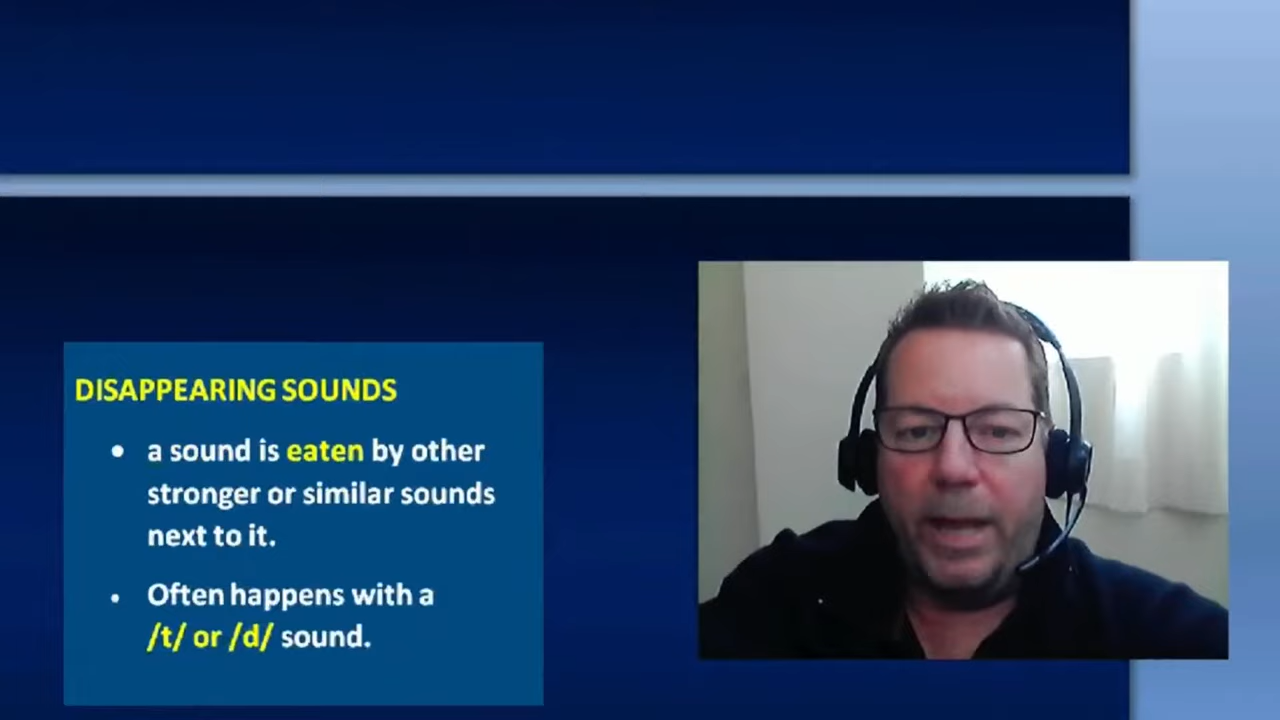 DISAPPEARING SOUNDS
• a sound is eaten by other
stronger or similar sounds
next to it.
• Often happens with a
/t/ or /d/ sound.